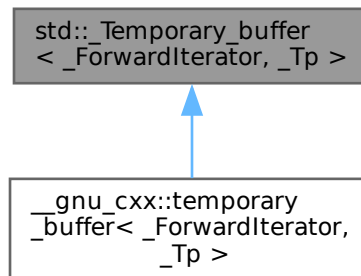 std::_Temporary_buffer
< _ForwardIterator, _Tp >
__gnu_cxx::temporary
_buffer< _ForwardIterator,
_Tp >